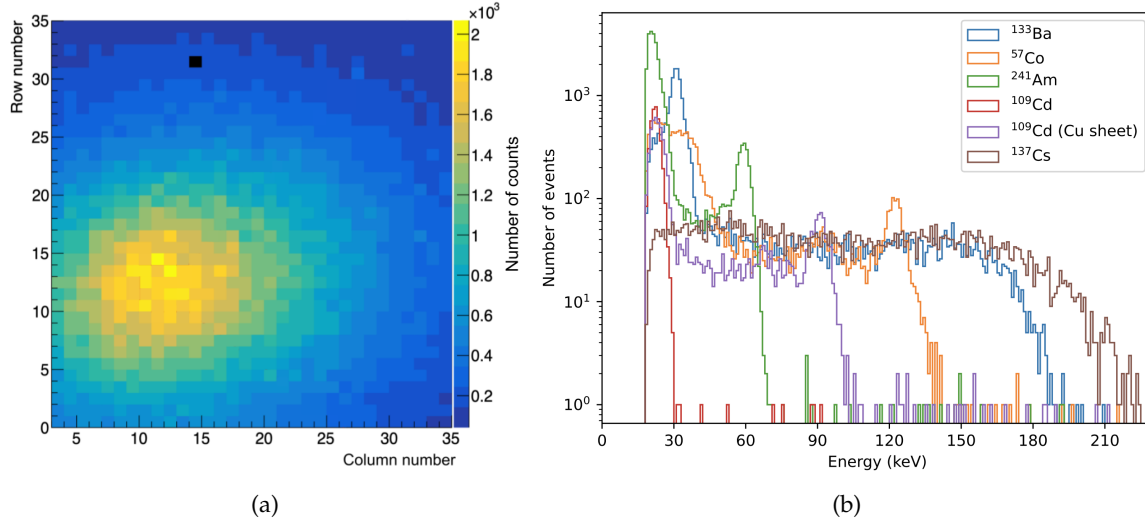 ×10³
35
30
25
20
15
10
5
0
Row number
5
10
15
20
25
30
35
Column number
2
1.8
1.6
1.4
1.2
1
0.8
0.6
0.4
0.2
Number of counts
(a)
10³
10²
10¹
10⁰
Number of events
0
30
60
90
120
150
180
210
Energy (keV)
¹³³Ba
⁵⁷Co
²⁴¹Am
¹⁰⁹Cd
¹⁰⁹Cd (Cu sheet)
¹³⁷Cs
(b)